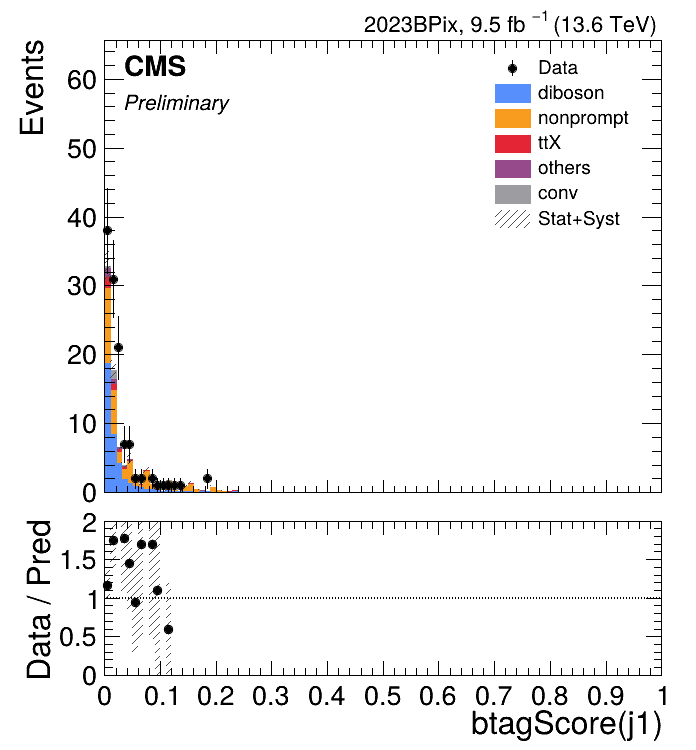 2023BPix, 9.5 fb⁻¹ (13.6 TeV)
CMS
Preliminary
Events
60
50
40
30
20
10
0
Data
diboson
nonprompt
ttX
others
conv
Stat+Syst
Data / Pred
2
1.5
1
0.5
0
0 0.1 0.2 0.3 0.4 0.5 0.6 0.7 0.8 0.9 1
btagScore(j1)